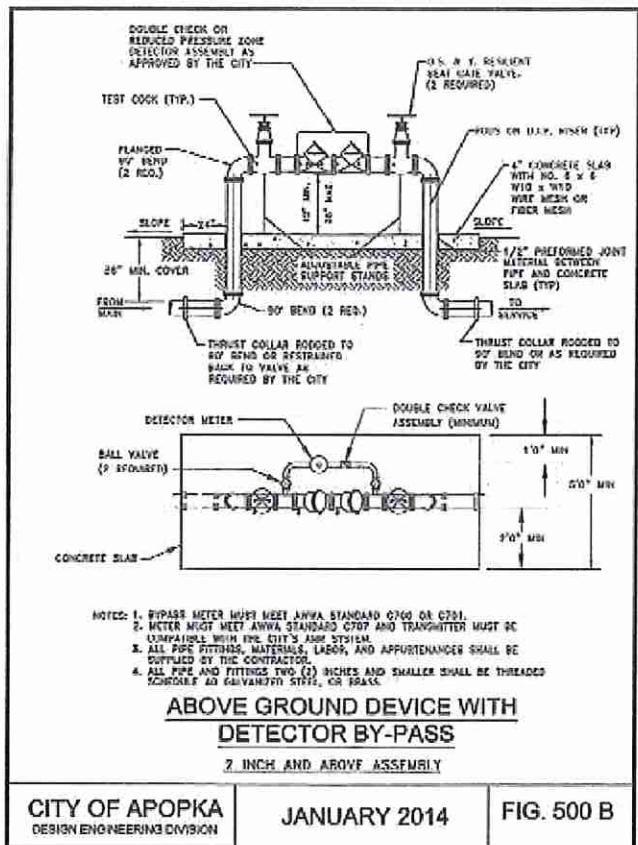 DOUBLE CHECK OR
REDUCED PRESSURE ZONE
DETECTOR ASSEMBLY AS
APPROVED BY THE CITY
O.S. & Y. RESILIENT
SEAT GATE VALVE.
(2 REQUIRED)
TEST COCK (TYP.)
FLANGED
90° BEND
(2 REQ.)
RODS ON D.I.P. RISER (TYP)
4" CONCRETE SLAB
WITH NO. 6 x 6
W10 x W10
WIRE MESH OR
FIBER MESH
12" MIN.
SLOPE
24"
SLOPE
ADJUSTABLE PIPE
SUPPORT STANDS
1/2" PREFORMED JOINT
MATERIAL BETWEEN
PIPE AND CONCRETE
SLAB (TYP)
MIN. COVER
FROM
MAIN
90° BEND (2 REQ.)
TO
SERVICE
THRUST COLLAR RODDED TO
90° BEND OR RESTRAINED
BACK TO VALVE AS
REQUIRED BY THE CITY
THRUST COLLAR RODDED TO
90° BEND OR AS REQUIRED
BY THE CITY
DETECTOR METER
DOUBLE CHECK VALVE
ASSEMBLY (MINIMUM)
BALL VALVE
(2 REQUIRED)
1'0" MIN
5'0" MIN
2'0" MIN
CONCRETE SLAB
NOTES: 1. BYPASS METER MUST MEET AWWA STANDARD C700 OR C701.
2. METER MUST MEET AWWA STANDARD C707 AND TRANSMITTER MUST BE
COMPATIBLE WITH THE CITY'S AMR SYSTEM.
3. ALL PIPE FITTINGS, MATERIALS, LABOR, AND APPURTENANCES SHALL BE
SUPPLIED BY THE CONTRACTOR.
4. ALL PIPE AND FITTINGS TWO (2) INCHES AND SMALLER SHALL BE THREADED
SCHEDULE 40 GALVANIZED STEEL, OR BRASS.
ABOVE GROUND DEVICE WITH
DETECTOR BY-PASS
2 INCH AND ABOVE ASSEMBLY
CITY OF APOPKA
DESIGN ENGINEERING DIVISION
JANUARY 2014
FIG. 500 B